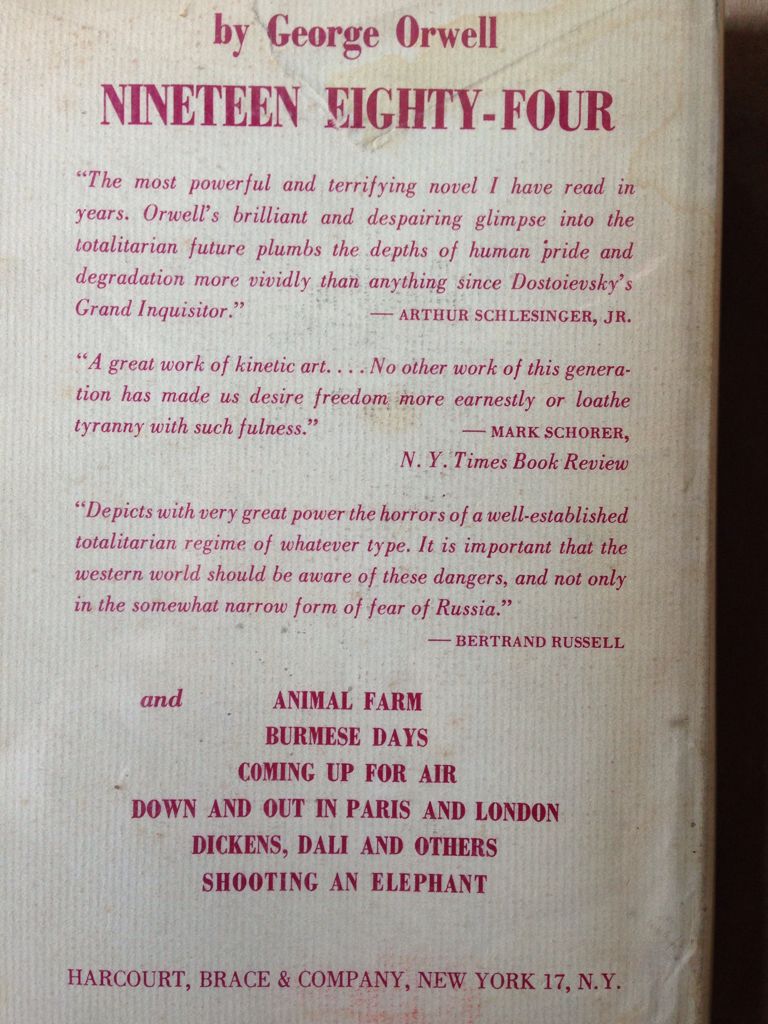 by George Orwell
NINETEEN EIGHTY-FOUR
“The most powerful and terrifying novel I have read in
years. Orwell’s brilliant and despairing glimpse into the
totalitarian future plumbs the depths of human pride and
degradation more vividly than anything since Dostoievsky’s
Grand Inquisitor.” — ARTHUR SCHLESINGER, JR.
“A great work of kinetic art. . . . No other work of this genera-
tion has made us desire freedom more earnestly or loathe
tyranny with such fulness.” — MARK SCHORER,
N. Y. Times Book Review
“Depicts with very great power the horrors of a well-established
totalitarian regime of whatever type. It is important that the
western world should be aware of these dangers, and not only
in the somewhat narrow form of fear of Russia.”
— BERTRAND RUSSELL
and ANIMAL FARM
BURMESE DAYS
COMING UP FOR AIR
DOWN AND OUT IN PARIS AND LONDON
DICKENS, DALI AND OTHERS
SHOOTING AN ELEPHANT
HARCOURT, BRACE & COMPANY, NEW YORK 17, N.Y.